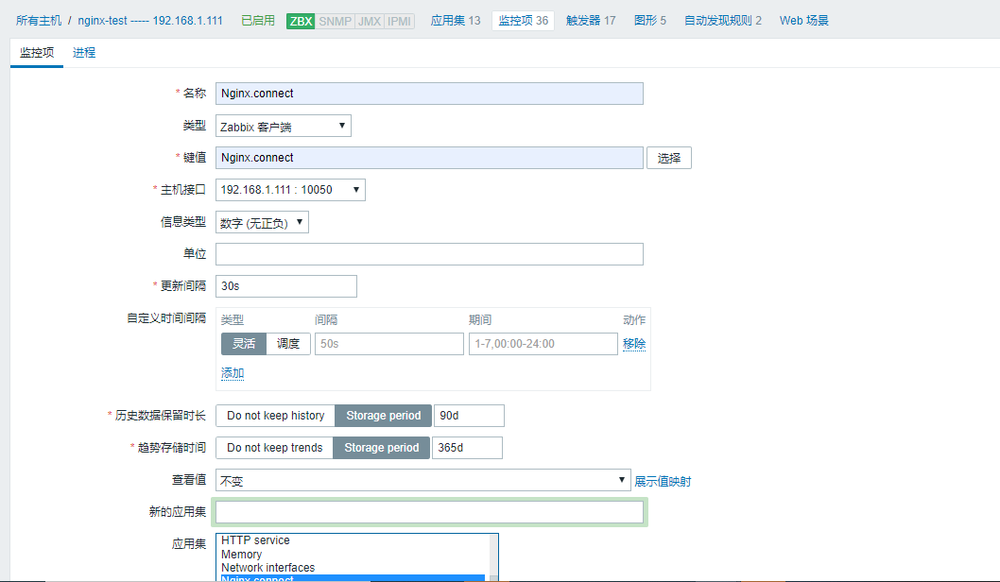 所有主机 / nginx-test ----- 192.168.1.111 已启用 ZBX SNMP JMX IPMI 应用集 13 监控项 36 触发器 17 图形 5 自动发现规则 2 Web 场景
监控项 进程
* 名称 Nginx.connect
类型 Zabbix 客户端
* 键值 Nginx.connect 选择
* 主机接口 192.168.1.111 : 10050
信息类型 数字 (无正负)
单位
* 更新间隔 30s
自定义时间间隔 类型 间隔 期间 动作
灵活 调度 50s 1-7,00:00-24:00 移除
添加
* 历史数据保留时长 Do not keep history Storage period 90d
* 趋势存储时间 Do not keep trends Storage period 365d
查看值 不变 展示值映射
新的应用集
应用集 HTTP service
Memory
Network interfaces
Nginx connect